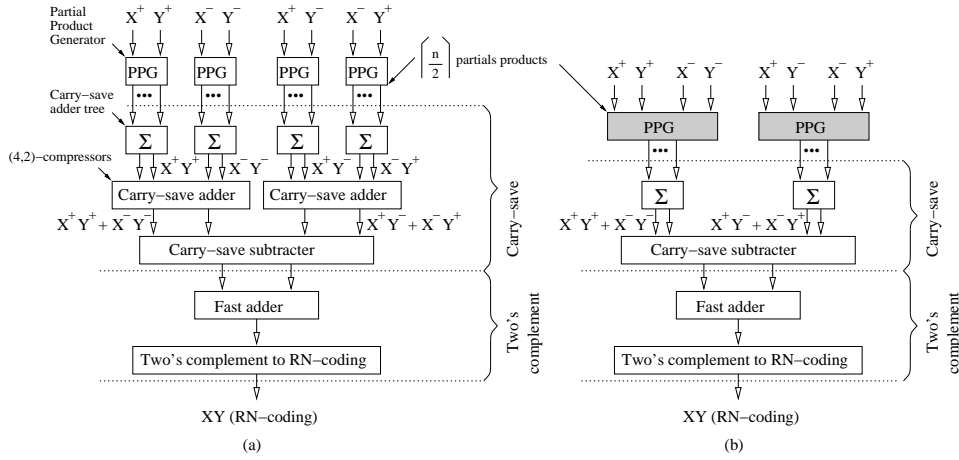 Partial
Product
Generator
X⁺ Y⁺ X⁻ Y⁻ X⁺ Y⁻ X⁻ Y⁺
PPG PPG PPG PPG
⌈n/2⌉ partials products
... ... ... ...
Carry−save
adder tree
Σ Σ Σ Σ
(4,2)−compressors
X⁺Y⁺ X⁻Y⁻ X⁺Y⁻ X⁻Y⁺
Carry−save adder Carry−save adder
X⁺Y⁺ + X⁻Y⁻ X⁺Y⁻ + X⁻Y⁺
Carry−save subtracter
Carry−save
Fast adder
Two's complement to RN−coding
Two's
complement
XY (RN−coding)
(a)
X⁺ Y⁺ X⁻ Y⁻ X⁺ Y⁻ X⁻ Y⁺
PPG PPG
... ...
Σ Σ
X⁺Y⁺ + X⁻Y⁻ X⁺Y⁻ + X⁻Y⁺
Carry−save subtracter
Carry−save
Fast adder
Two's complement to RN−coding
Two's
complement
XY (RN−coding)
(b)